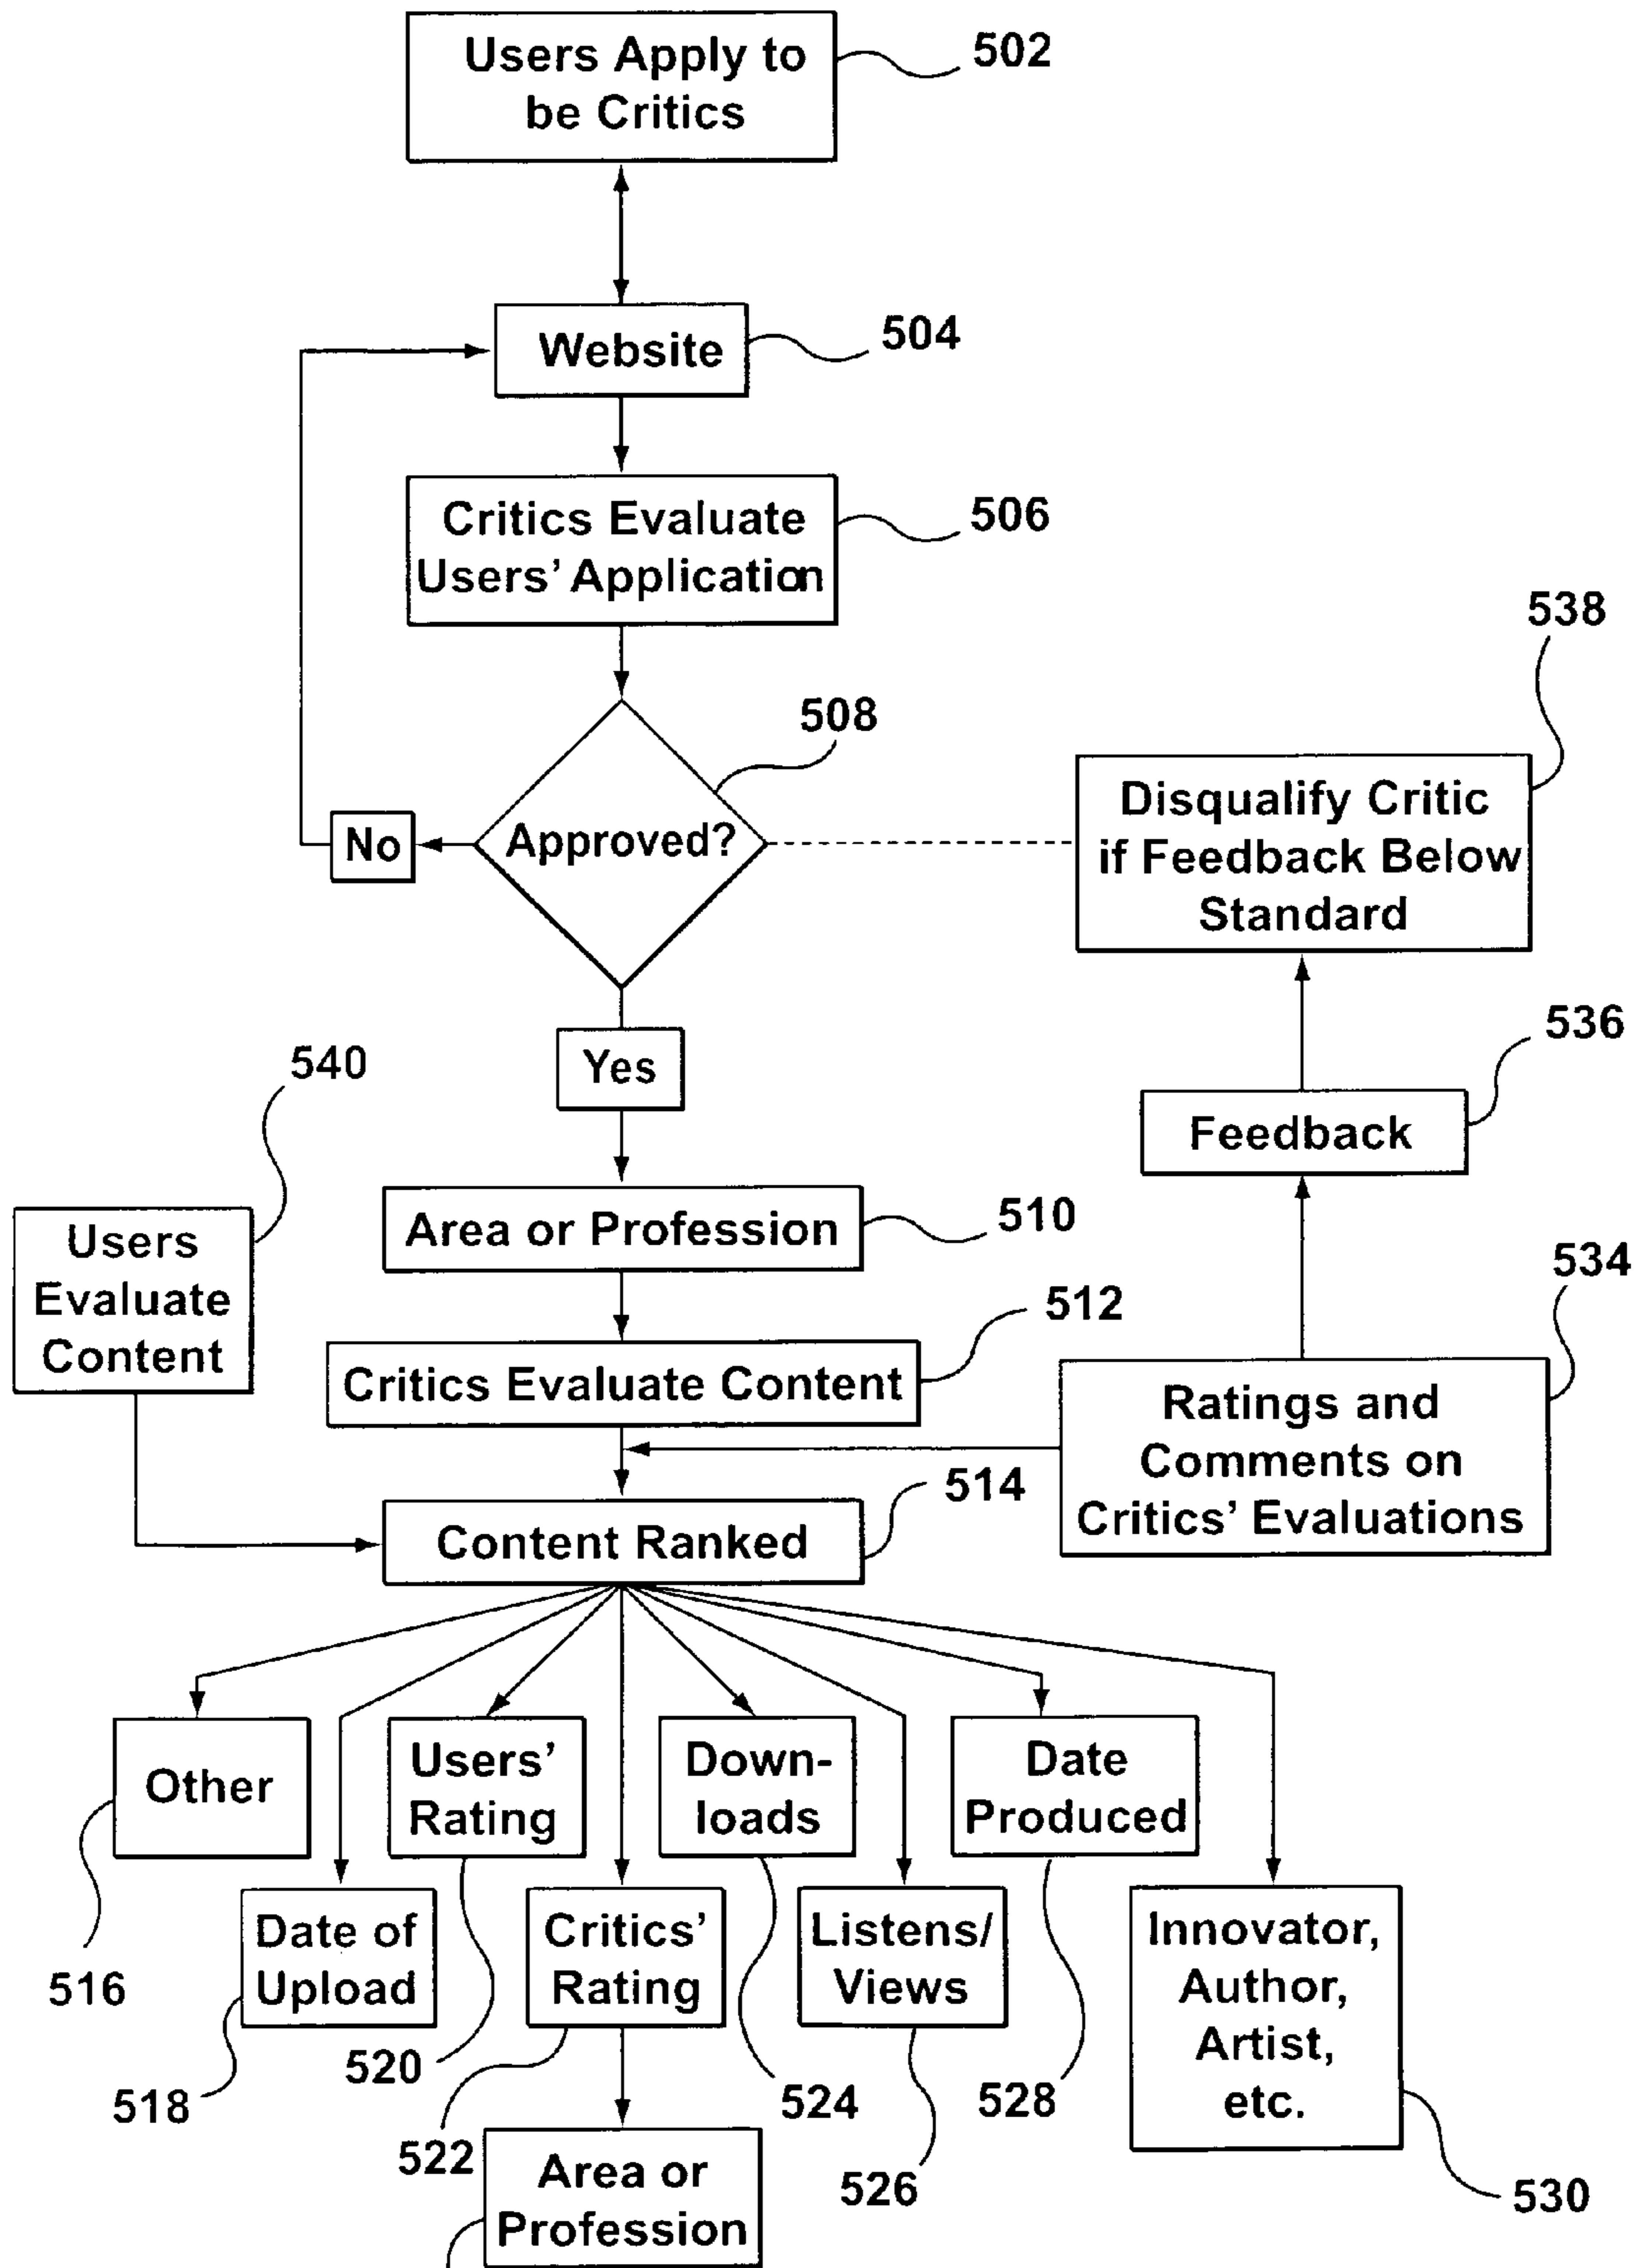 Users Apply to
be Critics
502
Website
504
Critics Evaluate
Users' Application
506
538
508
Approved?
No
Disqualify Critic
if Feedback Below
Standard
Yes
536
Feedback
540
Users
Evaluate
Content
Area or Profession
510
534
512
Critics Evaluate Content
Ratings and
Comments on
Critics' Evaluations
514
Content Ranked
Other
Users'
Rating
Down-
loads
Date
Produced
Date of
Upload
Critics'
Rating
Listens/
Views
Innovator,
Author,
Artist,
etc.
516
518
520
522
524
526
528
530
Area or
Profession